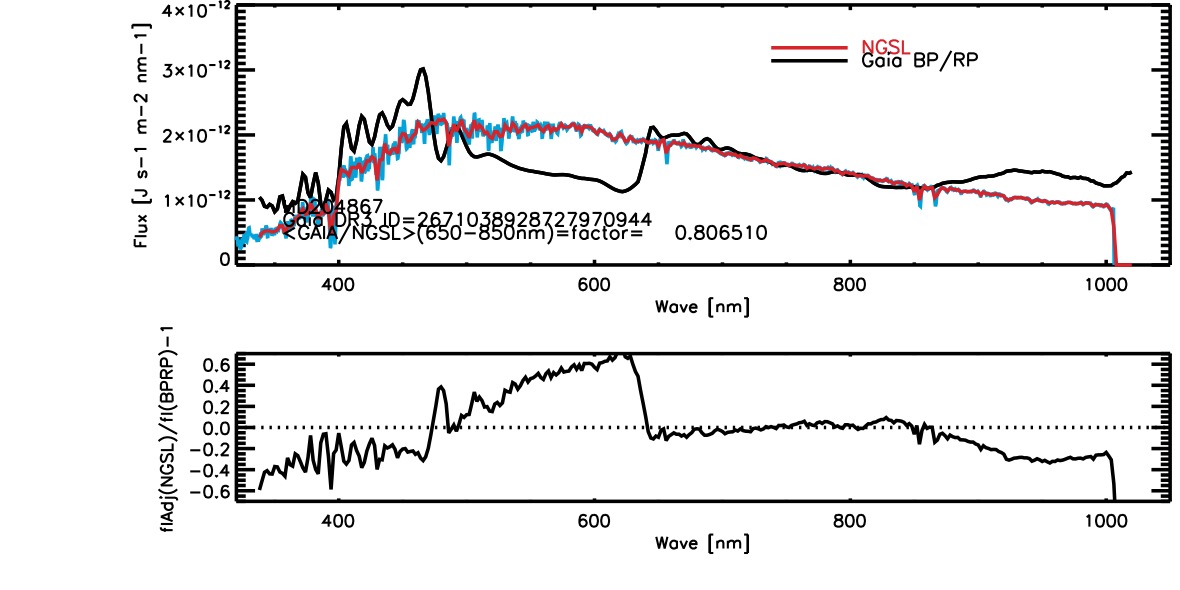 4×10⁻¹²
3×10⁻¹²
2×10⁻¹²
1×10⁻¹²
0
Flux [J s−1 m−2 nm−1]
NGSL
Gaia BP/RP
HD204867
Gaia DR3 ID=2671038928727970944
<GAIA/NGSL>(650−850nm)=factor= 0.806510
400 600 800 1000
Wave [nm]
flAdj(NGSL)/fl(BPRP)−1
0.6
0.4
0.2
0.0
−0.2
−0.4
−0.6
400 600 800 1000
Wave [nm]